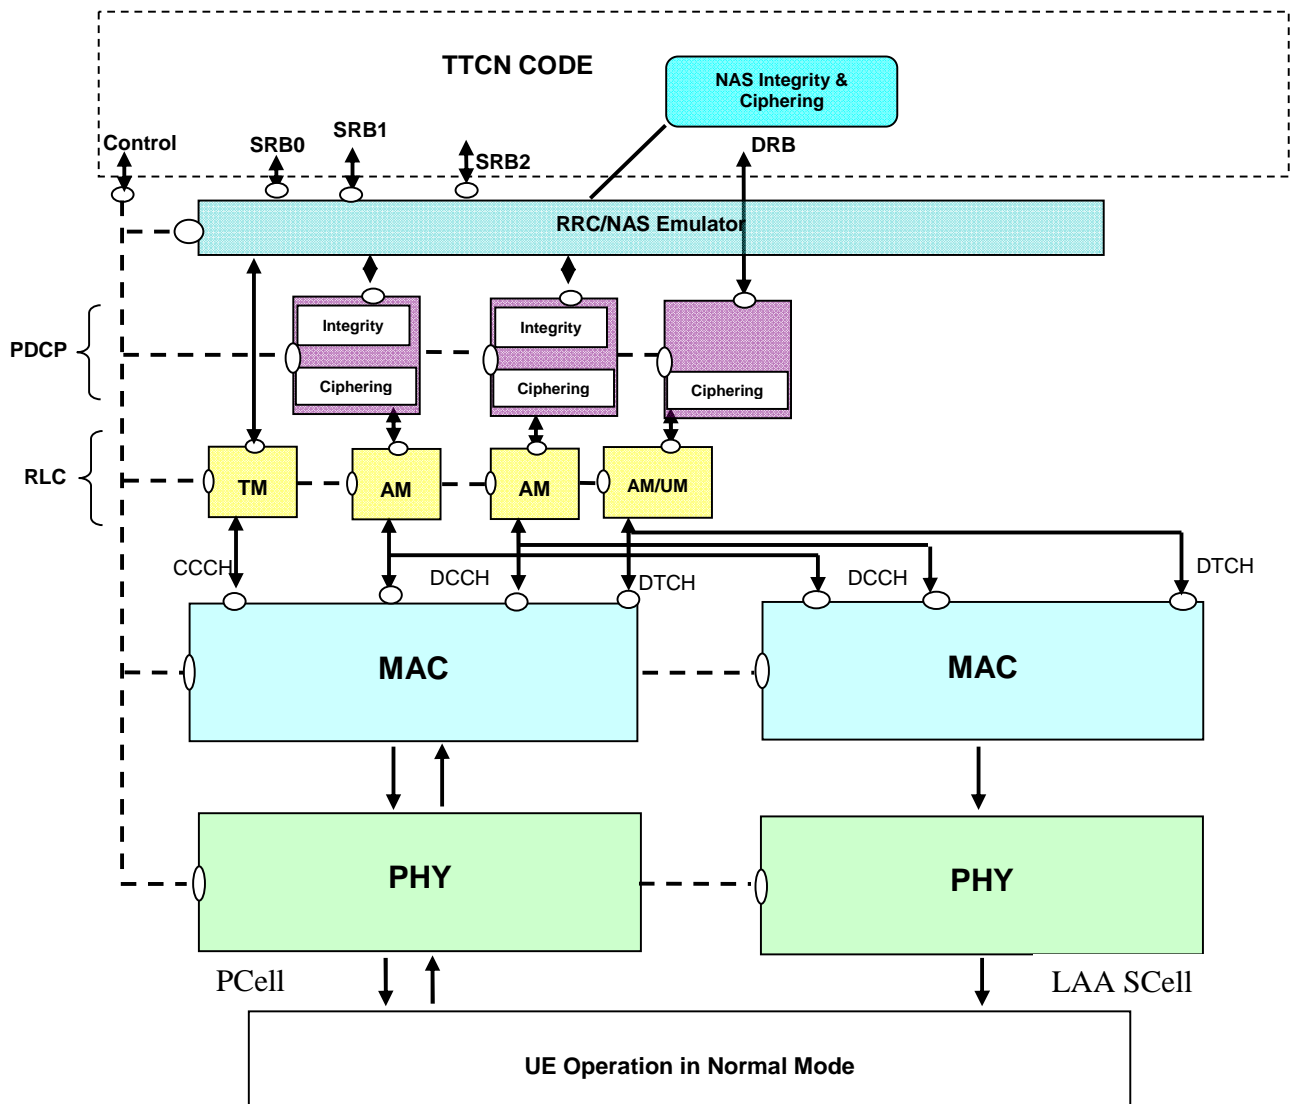 TTCN CODE
NAS Integrity &
Ciphering
Control
SRB0
SRB1
SRB2
DRB
RRC/NAS Emulator
PDCP
Integrity
Ciphering
Integrity
Ciphering
Ciphering
RLC
TM
AM
AM
AM/UM
CCCH
DCCH
DTCH
DCCH
DTCH
MAC
MAC
PHY
PHY
PCell
LAA SCell
UE Operation in Normal Mode